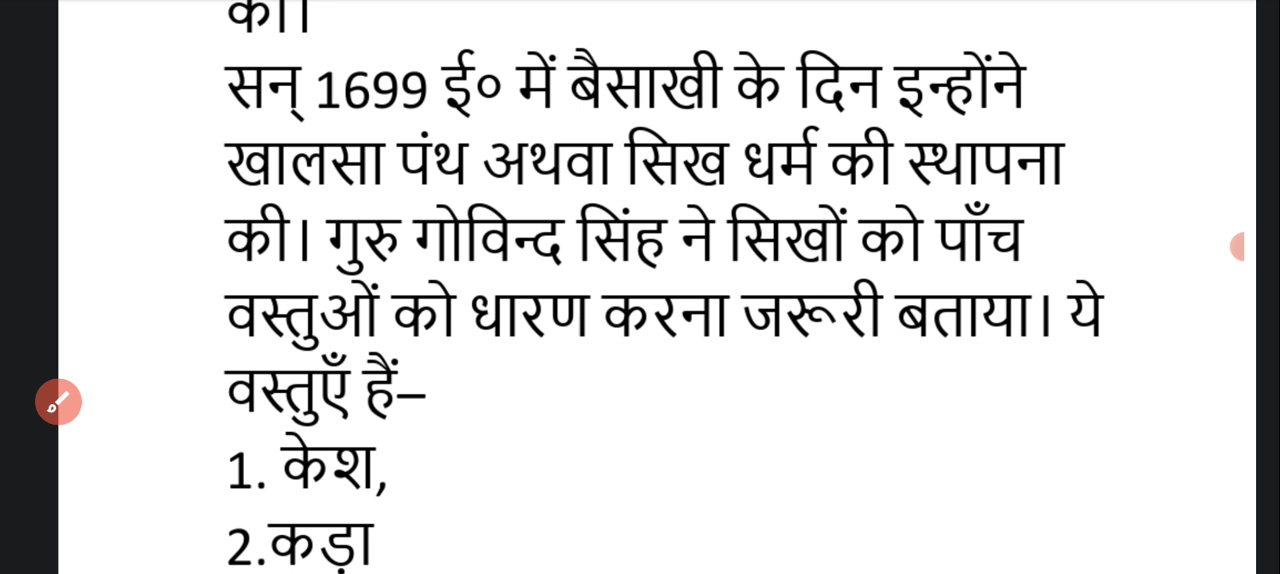 की।
सन् 1699 ई० में बैसाखी के दिन इन्होंने
खालसा पंथ अथवा सिख धर्म की स्थापना
की। गुरु गोविन्द सिंह ने सिखों को पाँच
वस्तुओं को धारण करना जरूरी बताया। ये
वस्तुएँ हैं–
1. केश,
2.कड़ा